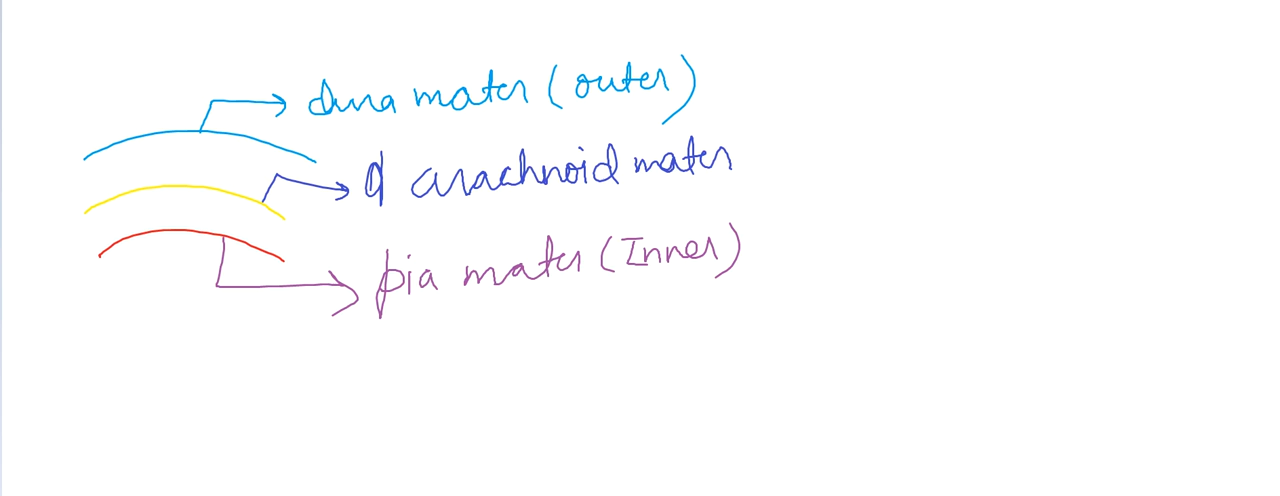 dura mater (outer)
arachnoid mater
pia mater (Inner)